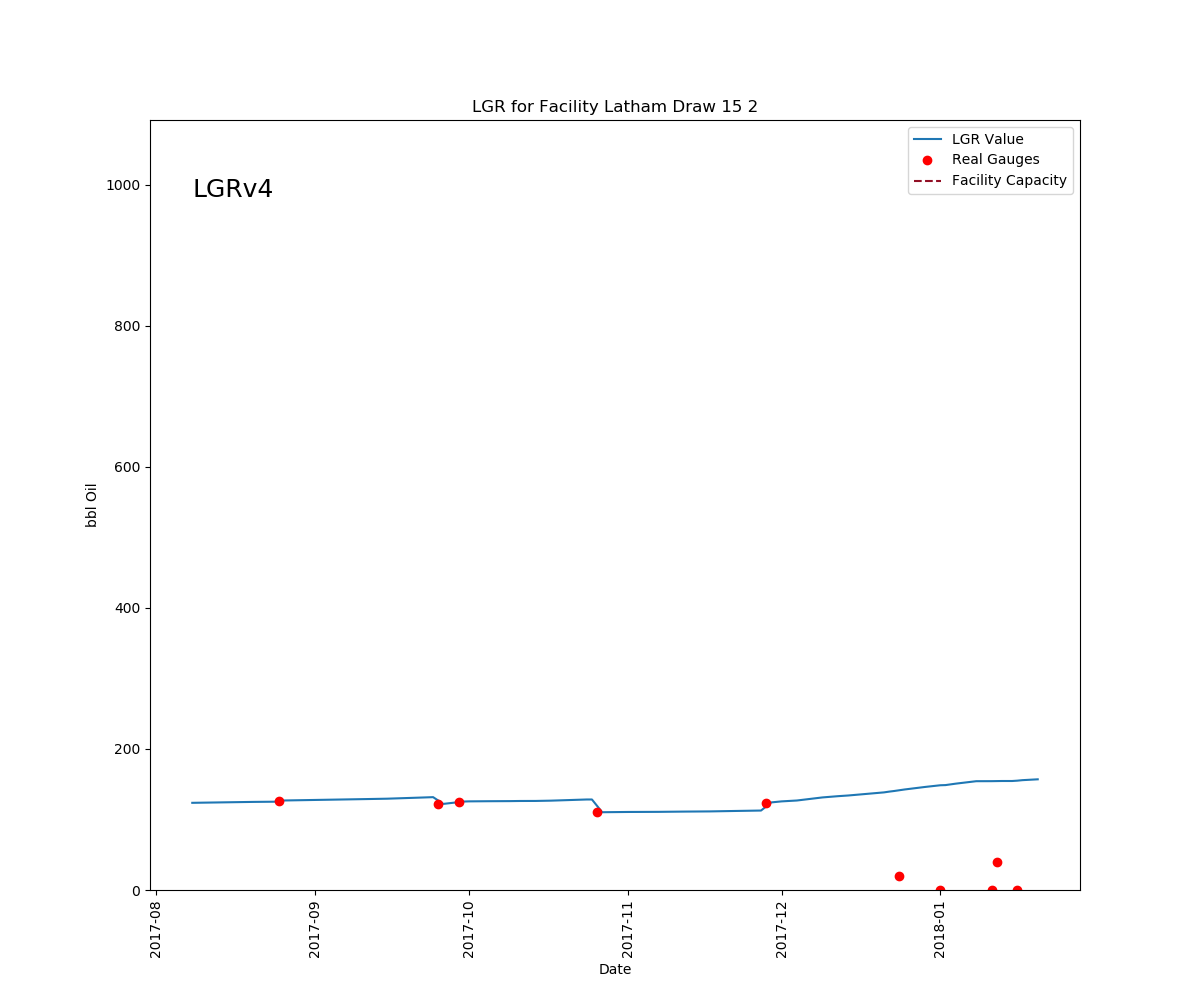 LGR for Facility Latham Draw 15 2
LGRv4
LGR Value
Real Gauges
Facility Capacity
1000
800
600
400
200
0
bbl Oil
2017-08
2017-09
2017-10
2017-11
2017-12
2018-01
Date